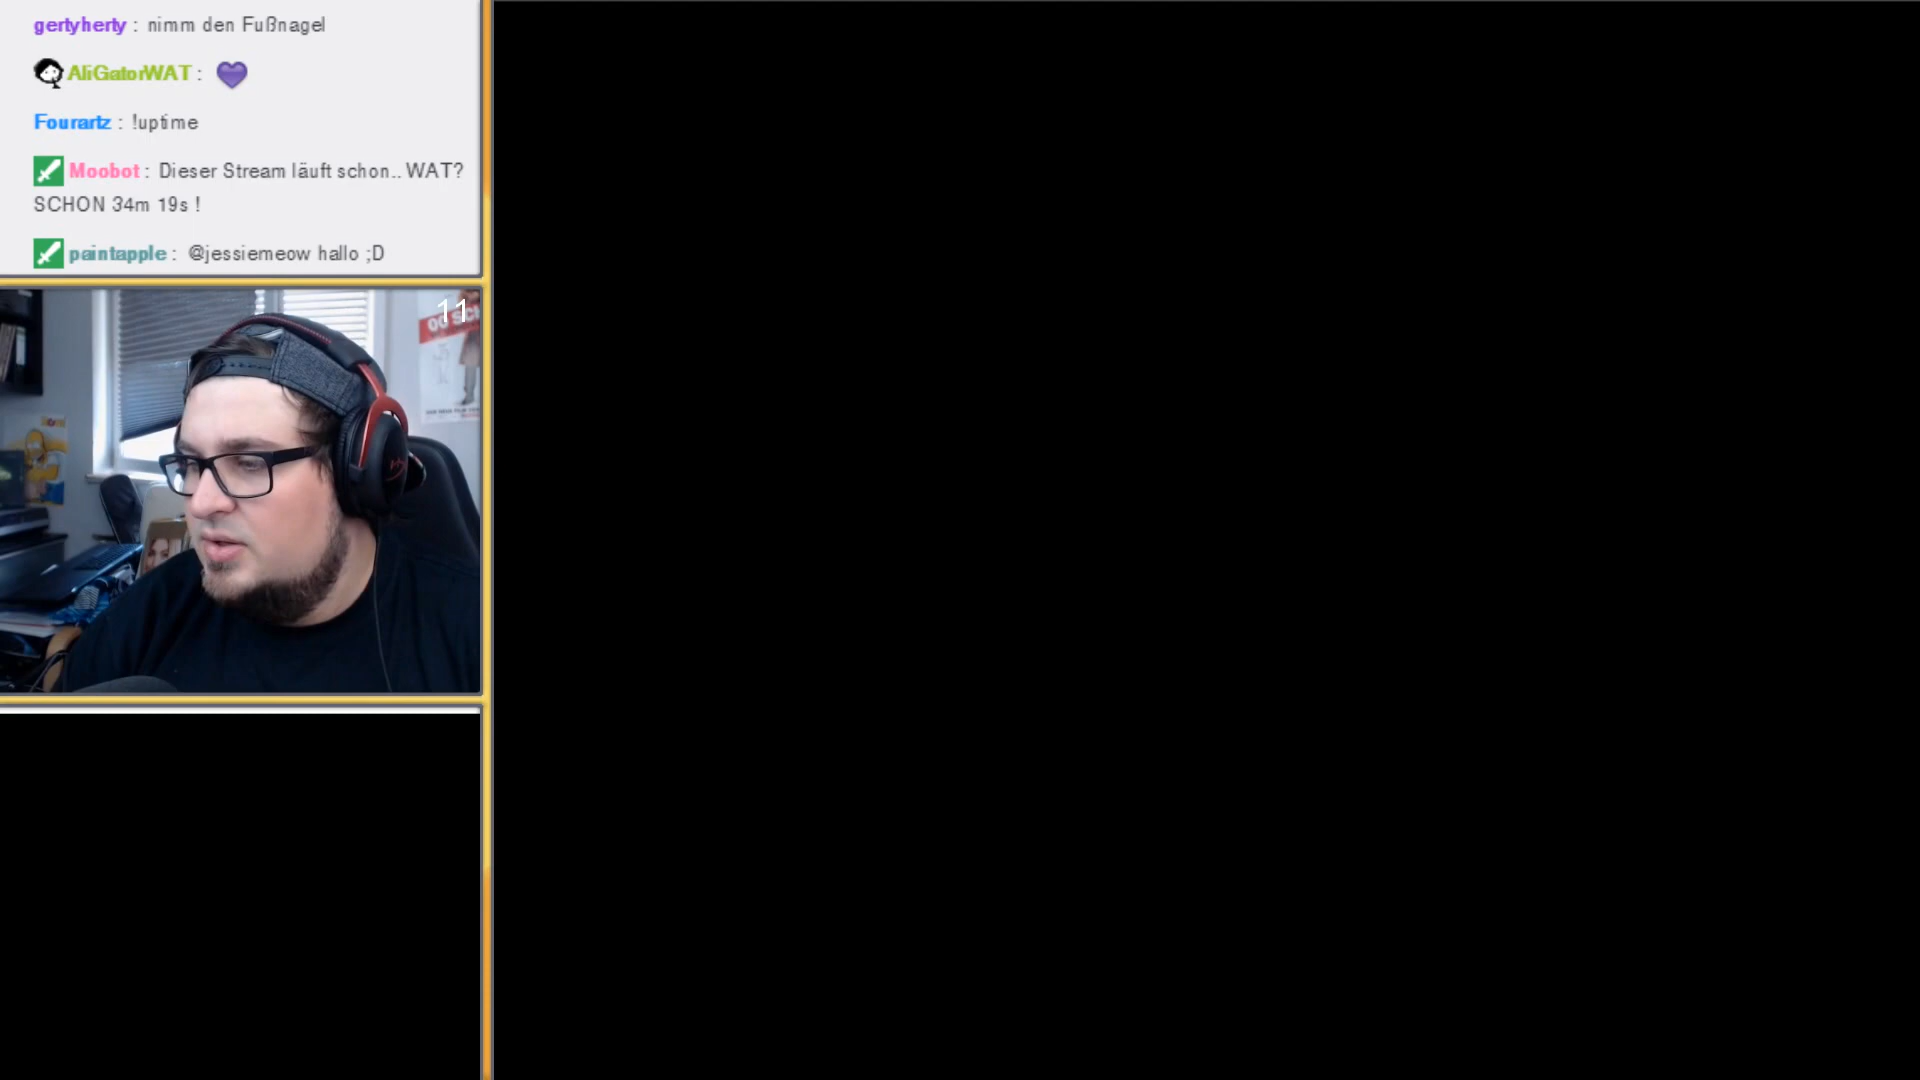 gertyherty : nimm den Fußnagel
AliGatorWAT : 💜
Fourartz : !uptime
Moobot : Dieser Stream läuft schon.. WAT?
SCHON 34m 19s !
paintapple : @jessiemeow hallo ;D
11